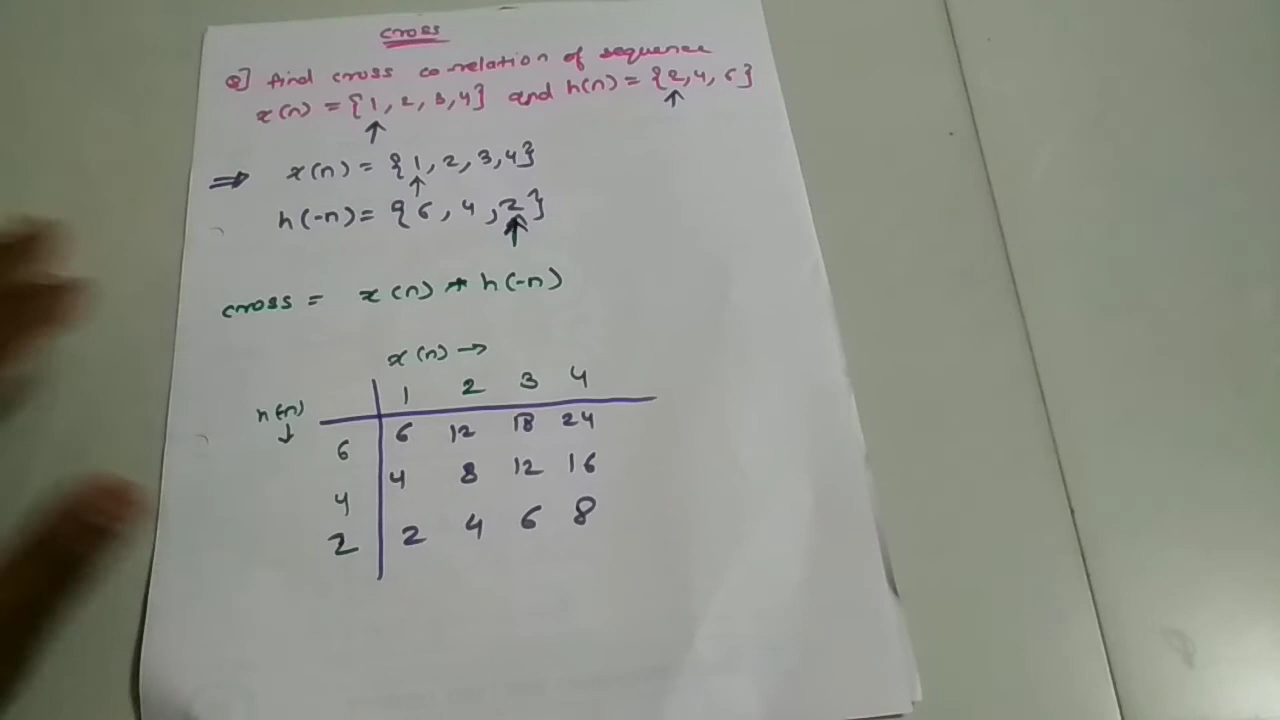 cross
Q] find cross co-relation of sequence
x(n) = {1, 2, 3, 4} and h(n) = {2, 4, 6}
↑ ↑
⇒ x(n) = {1, 2, 3, 4}
↑
h(-n) = {6, 4, 2}
↑
cross = x(n) * h(-n)
x(n) →
1 2 3 4
h(-n) ↓
6 6 12 18 24
4 4 8 12 16
2 2 4 6 8